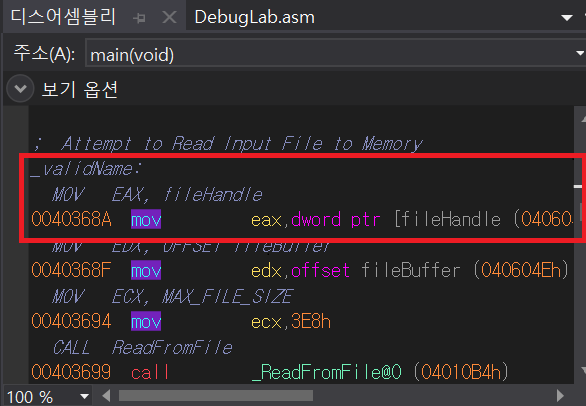 디스어셈블리 DebugLab.asm
주소(A): main(void)
보기 옵션
; Attempt to Read Input File to Memory
_validName:
MOV EAX, fileHandle
0040368A mov eax,dword ptr [fileHandle (04060
MOV EDX, OFFSET fileBuffer
0040368F mov edx,offset fileBuffer (040604Eh)
MOV ECX, MAX_FILE_SIZE
00403694 mov ecx,3E8h
CALL ReadFromFile
00403699 call _ReadFromFile@0 (04010B4h)
100 %